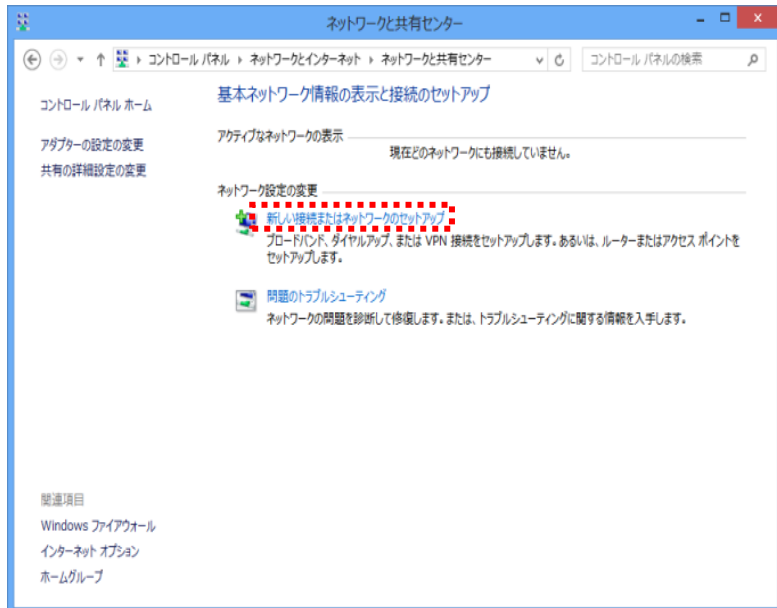 ネットワークと共有センター
コントロール パネル ネットワークとインターネット ネットワークと共有センター コントロール パネルの検索
コントロール パネル ホーム
アダプターの設定の変更
共有の詳細設定の変更
基本ネットワーク情報の表示と接続のセットアップ
アクティブなネットワークの表示
現在どのネットワークにも接続していません。
ネットワーク設定の変更
新しい接続またはネットワークのセットアップ
ブロードバンド、ダイヤルアップ、または VPN 接続をセットアップします。あるいは、ルーターまたはアクセス ポイントを
セットアップします。
問題のトラブルシューティング
ネットワークの問題を診断して修復します。または、トラブルシューティングに関する情報を入手します。
関連項目
Windows ファイアウォール
インターネット オプション
ホームグループ